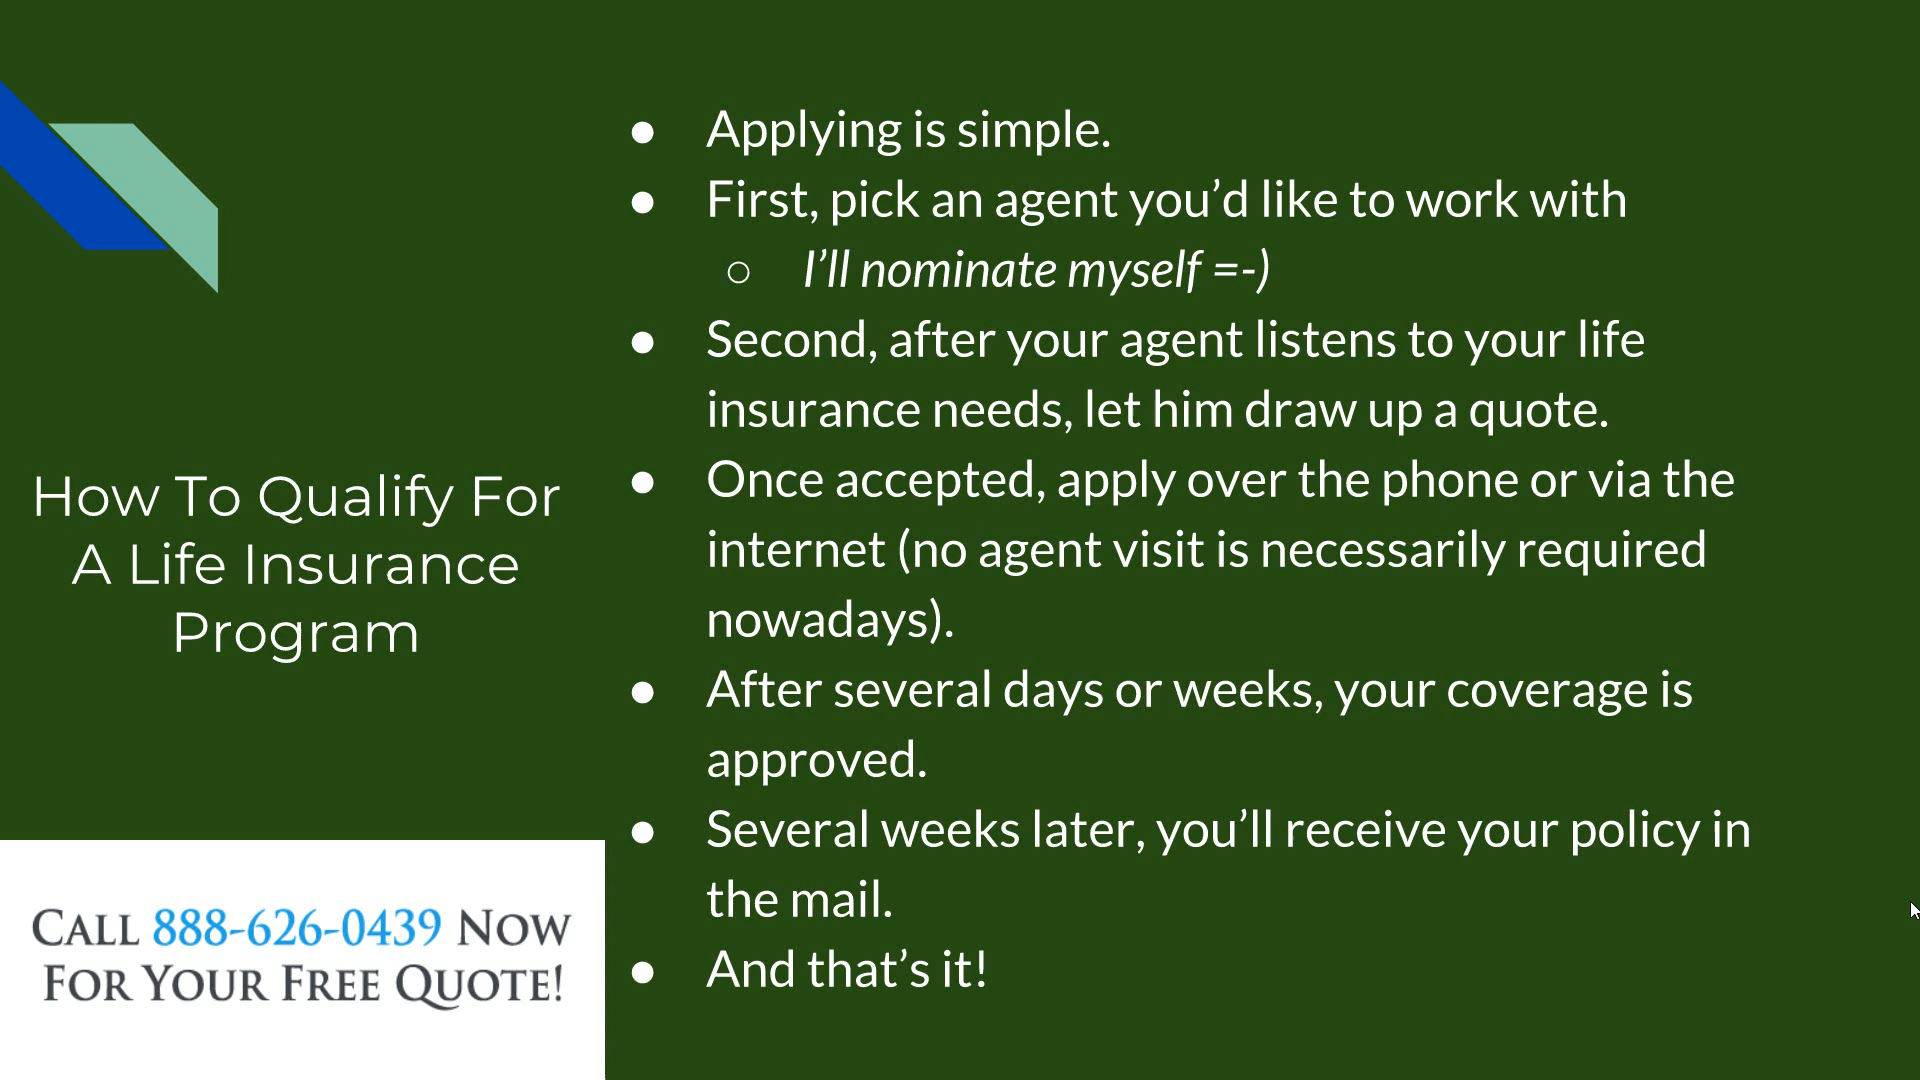 How To Qualify For
A Life Insurance
Program
CALL 888-626-0439 NOW
FOR YOUR FREE QUOTE!
● Applying is simple.
● First, pick an agent you’d like to work with
○ I’ll nominate myself =-)
● Second, after your agent listens to your life
insurance needs, let him draw up a quote.
● Once accepted, apply over the phone or via the
internet (no agent visit is necessarily required
nowadays).
● After several days or weeks, your coverage is
approved.
● Several weeks later, you’ll receive your policy in
the mail.
● And that’s it!